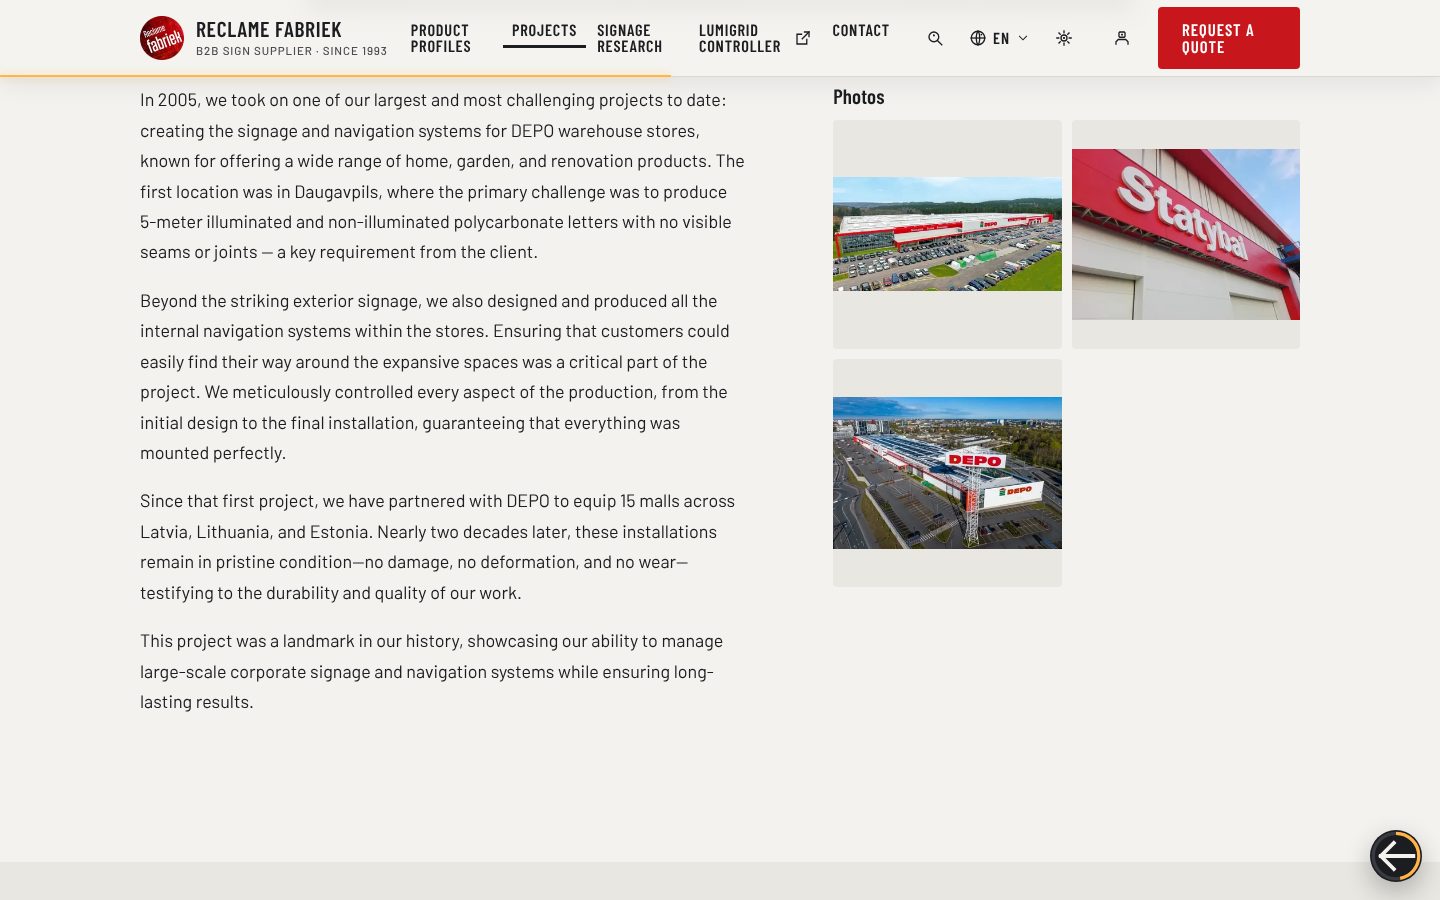 RECLAME FABRIEK
B2B SIGN SUPPLIER · SINCE 1993
Reclame
fabriek
PRODUCT
PROFILES
PROJECTS
SIGNAGE
RESEARCH
LUMIGRID
CONTROLLER
CONTACT
EN
REQUEST A
QUOTE
In 2005, we took on one of our largest and most challenging projects to date:
creating the signage and navigation systems for DEPO warehouse stores,
known for offering a wide range of home, garden, and renovation products. The
first location was in Daugavpils, where the primary challenge was to produce
5-meter illuminated and non-illuminated polycarbonate letters with no visible
seams or joints — a key requirement from the client.
Beyond the striking exterior signage, we also designed and produced all the
internal navigation systems within the stores. Ensuring that customers could
easily find their way around the expansive spaces was a critical part of the
project. We meticulously controlled every aspect of the production, from the
initial design to the final installation, guaranteeing that everything was
mounted perfectly.
Since that first project, we have partnered with DEPO to equip 15 malls across
Latvia, Lithuania, and Estonia. Nearly two decades later, these installations
remain in pristine condition—no damage, no deformation, and no wear—
testifying to the durability and quality of our work.
This project was a landmark in our history, showcasing our ability to manage
large-scale corporate signage and navigation systems while ensuring long-
lasting results.
Photos
DEPO
Statybai
DEPO
DEPO